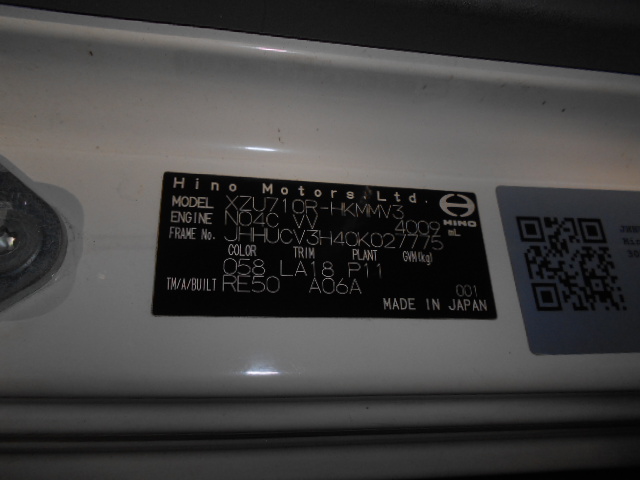 Hino Motors,Ltd.
MODEL XZU710R-HKMMV3
HINO
ENGINE N04C VV 4009 mL
FRAME No. JHHUCV3H40K027775
COLOR TRIM PLANT GVM(kg)
058 LA18 P11
TM/A/BUILT RE50 A06A 001
MADE IN JAPAN